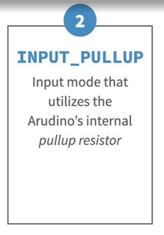 2
INPUT_PULLUP
Input mode that
utilizes the
Arudino's internal
pullup resistor